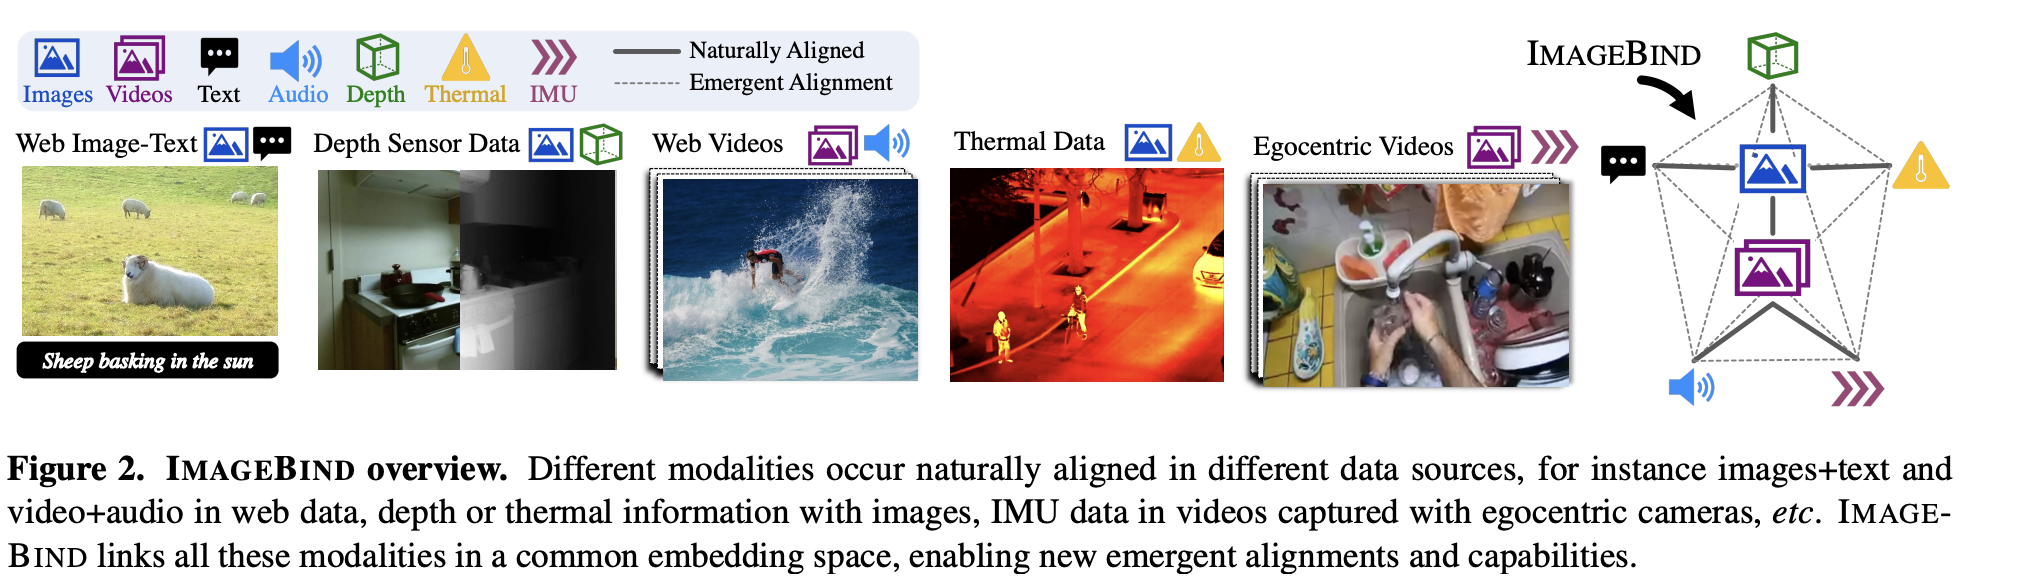 Images Videos Text Audio Depth Thermal IMU
Naturally Aligned
Emergent Alignment
IMAGEBIND
Web Image-Text
Depth Sensor Data
Web Videos
Thermal Data
Egocentric Videos
Sheep basking in the sun
Figure 2. IMAGEBIND overview. Different modalities occur naturally aligned in different data sources, for instance images+text and
video+audio in web data, depth or thermal information with images, IMU data in videos captured with egocentric cameras, etc. IMAGE-
BIND links all these modalities in a common embedding space, enabling new emergent alignments and capabilities.